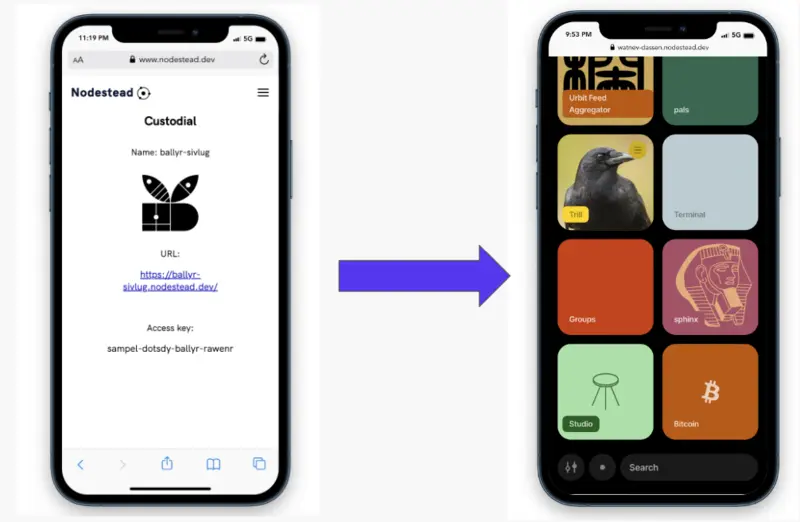 11:19 PM
5G
AA
www.nodestead.dev
Nodestead
Custodial
Name: ballyr-sivlug
URL:
https://ballyr-
sivlug.nodestead.dev/
Access key:
sampel-dotsdy-ballyr-rawenr
9:53 PM
5G
watnev-dassen.nodestead.dev
Urbit Feed
Aggregator
pals
Trill
Terminal
Groups
sphinx
Studio
Bitcoin
Search